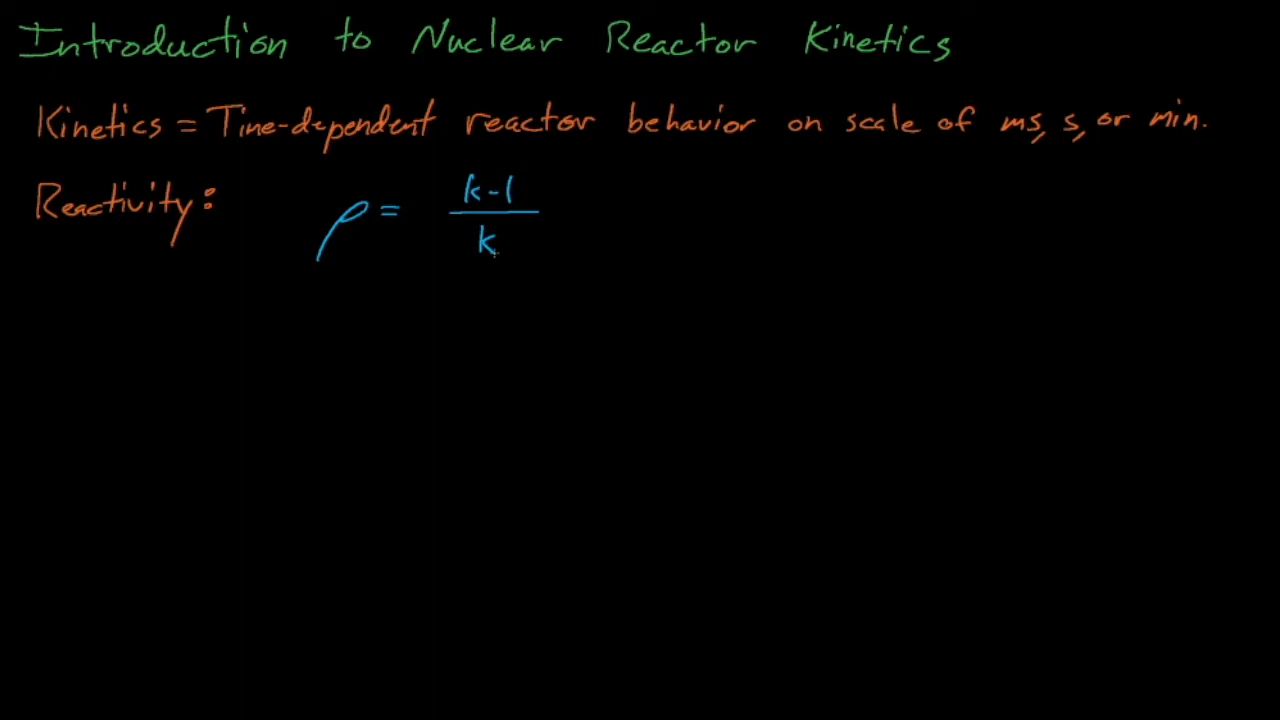 Introduction to Nuclear Reactor Kinetics
Kinetics = Time-dependent reactor behavior on scale of ms, s, or min.
Reactivity: ρ = (k-1)/k